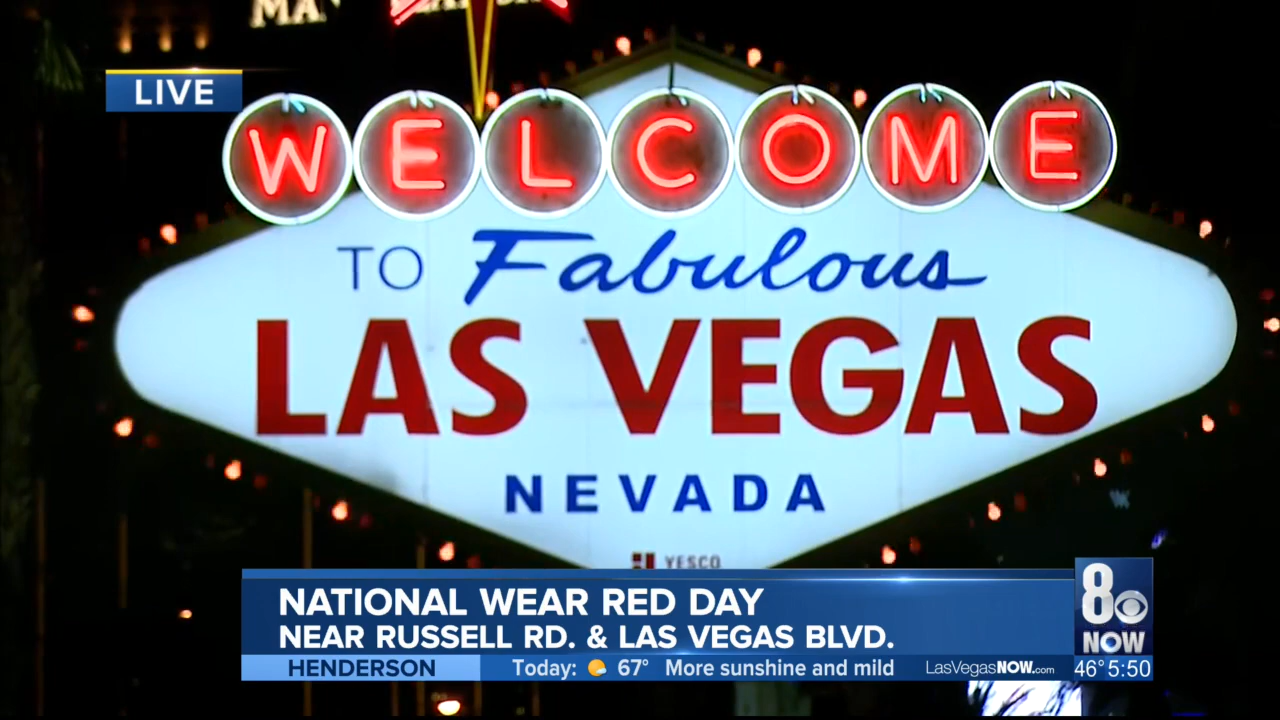 LIVE
WELCOME
TO Fabulous
LAS VEGAS
NEVADA
YESCO
NATIONAL WEAR RED DAY
NEAR RUSSELL RD. & LAS VEGAS BLVD.
8
NOW
HENDERSON Today: 67° More sunshine and mild LasVegasNOW.com 46° 5:50